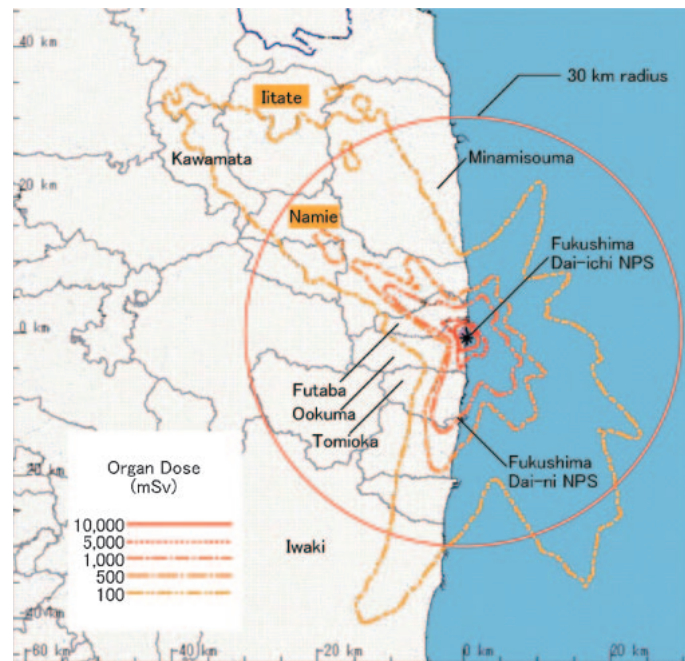 40 km
Iitate
30 km radius
Kawamata
Minamisouma
20 km
Namie
Fukushima
Dai-ichi NPS
0 km
Futaba
Ookuma
Tomioka
Organ Dose
(mSv)
Fukushima
Dai-ni NPS
10,000
5,000
1,000
500
100
Iwaki
-60 km
-40 km
-20 km
0 km
20 km